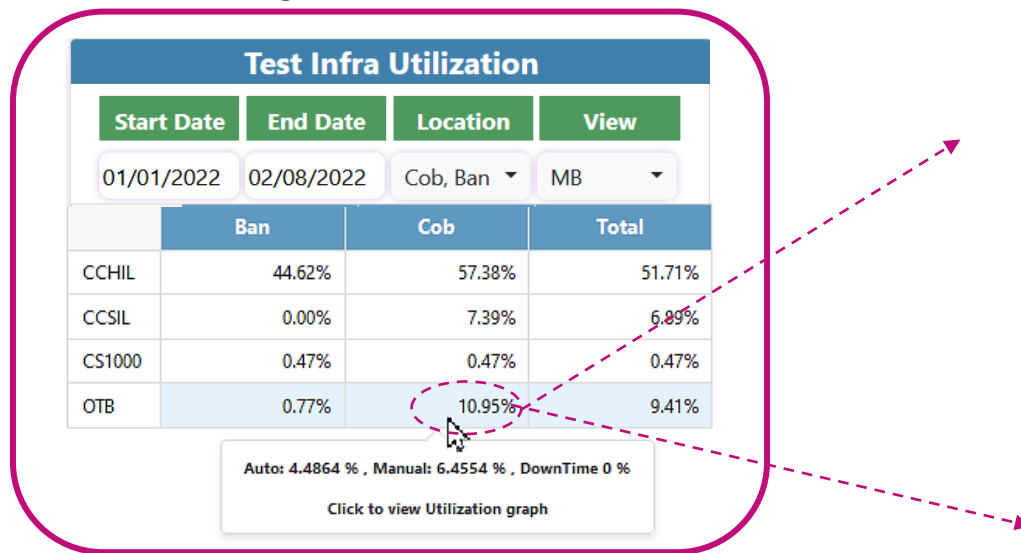 Test Infra Utilization
Start Date End Date Location View
01/01/2022 02/08/2022 Cob, Ban MB
Ban Cob Total
CCHIL 44.62% 57.38% 51.71%
CCSIL 0.00% 7.39% 6.89%
CS1000 0.47% 0.47% 0.47%
OTB 0.77% 10.95% 9.41%
Auto: 4.4864 % , Manual: 6.4554 % , DownTime 0 %
Click to view Utilization graph